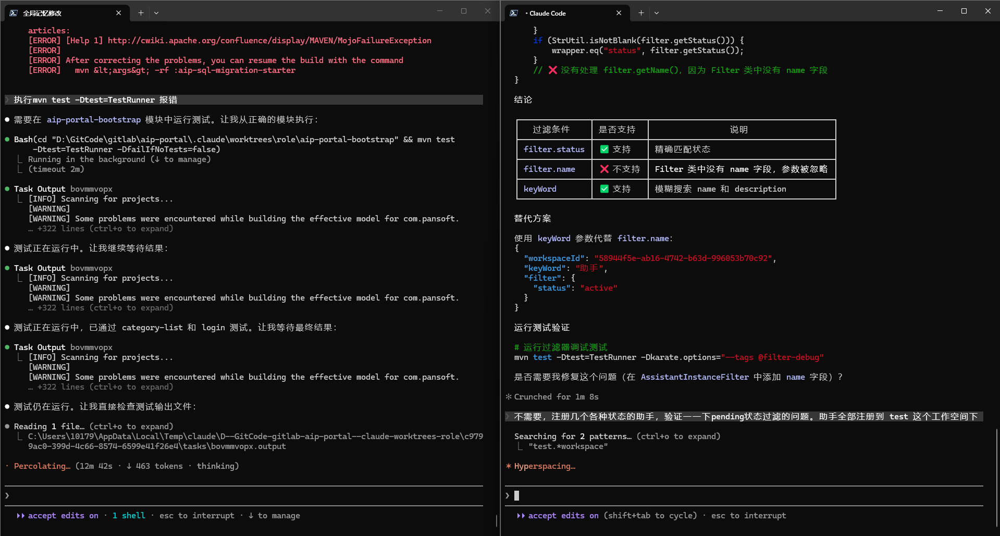 全局记忆修改
articles:
[ERROR] [Help 1] http://cwiki.apache.org/confluence/display/MAVEN/MojoFailureException
[ERROR]
[ERROR] After correcting the problems, you can resume the build with the command
[ERROR]   mvn &lt;args&gt; -rf :aip-sql-migration-starter
❯ 执行mvn test -Dtest=TestRunner 报错
● 需要在 aip-portal-bootstrap 模块中运行测试。让我从正确的模块执行：
● Bash(cd "D:\GitCode\gitlab\aip-portal\.claude\worktrees\role\aip-portal-bootstrap" && mvn test
-Dtest=TestRunner -DfailIfNoTests=false)
Running in the background (↓ to manage)
(timeout 2m)
● Task Output bovmmvopx
[INFO] Scanning for projects...
[WARNING]
[WARNING] Some problems were encountered while building the effective model for com.pansoft.
… +322 lines (ctrl+o to expand)
● 测试正在运行中。让我继续等待结果：
● Task Output bovmmvopx
[INFO] Scanning for projects...
[WARNING]
[WARNING] Some problems were encountered while building the effective model for com.pansoft.
… +322 lines (ctrl+o to expand)
● 测试正在运行中，已通过 category-list 和 login 测试。让我等待最终结果：
● Task Output bovmmvopx
[INFO] Scanning for projects...
[WARNING]
[WARNING] Some problems were encountered while building the effective model for com.pansoft.
… +322 lines (ctrl+o to expand)
● 测试仍在运行。让我直接检查测试输出文件：
● Reading 1 file… (ctrl+o to expand)
C:\Users\10179\AppData\Local\Temp\claude\D--GitCode-gitlab-aip-portal--claude-worktrees-role\c979
9ac0-399d-4c66-8574-6599e41f26e4\tasks\bovmmvopx.output
· Percolating… (12m 42s · ↓ 463 tokens · thinking)
❯
⏵⏵ accept edits on · 1 shell · esc to interrupt · ↓ to manage
· Claude Code
}
if (StrUtil.isNotBlank(filter.getStatus())) {
wrapper.eq("status", filter.getStatus());
}
// ❌ 没有处理 filter.getName()，因为 Filter 类中没有 name 字段
}
结论
过滤条件 是否支持 说明
filter.status ✅ 支持 精确匹配状态
filter.name ❌ 不支持 Filter 类中没有 name 字段，参数被忽略
keyWord ✅ 支持 模糊搜索 name 和 description
替代方案
使用 keyWord 参数代替 filter.name：
{
"workspaceId": "58944f5e-ab16-4742-b63d-996053b70c92",
"keyWord": "助手",
"filter": {
"status": "active"
}
}
运行测试验证
# 运行过滤器调试测试
mvn test -Dtest=TestRunner -Dkarate.options="--tags @filter-debug"
是否需要我修复这个问题（在 AssistantInstanceFilter 中添加 name 字段）？
✻ Crunched for 1m 8s
❯ 不需要，注册几个各种状态的助手，验证一一下pending状态过滤的问题。助手全部注册到 test 这个工作空间下
Searching for 2 patterns… (ctrl+o to expand)
"test.*workspace"
✶ Hyperspacing…
❯
⏵⏵ accept edits on (shift+tab to cycle) · esc to interrupt